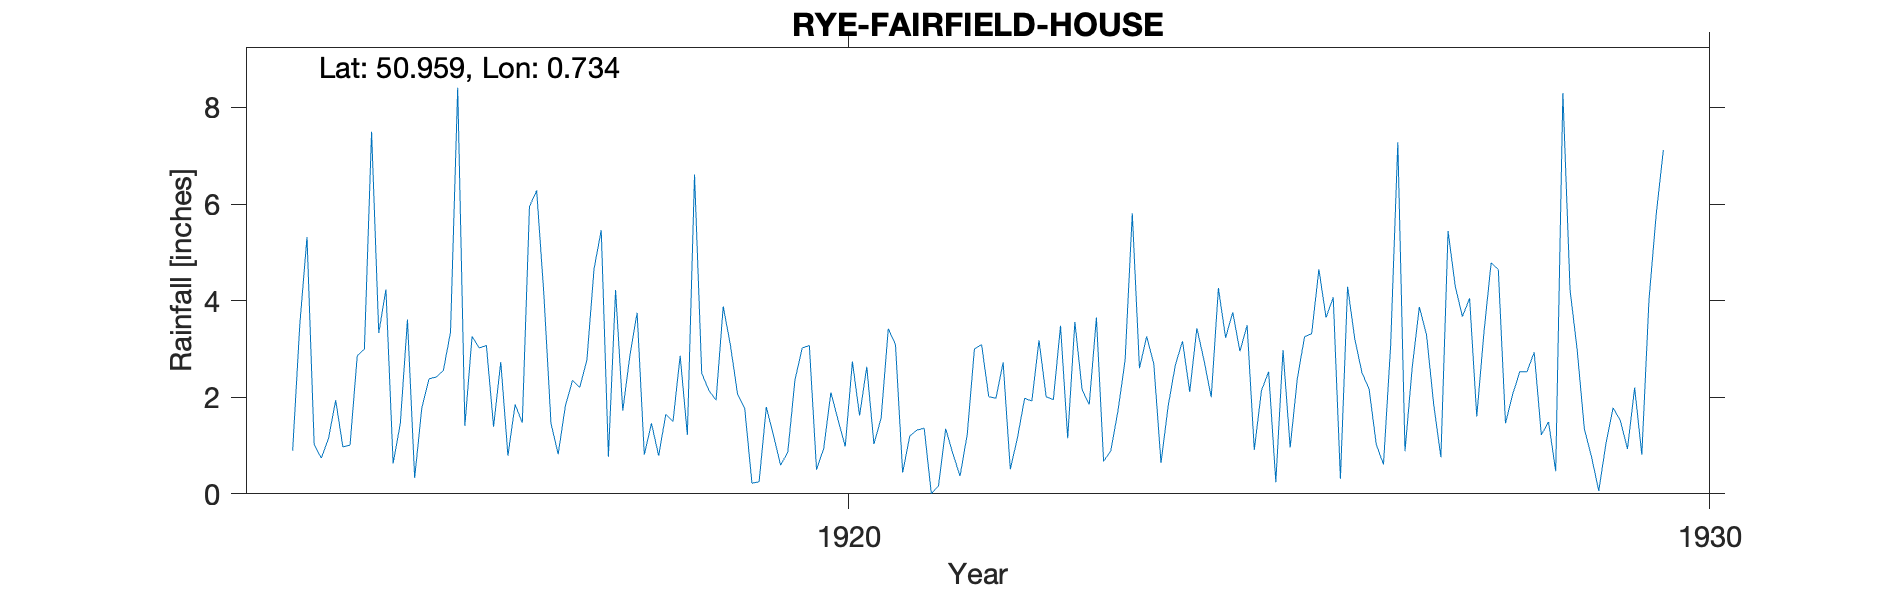 RYE-FAIRFIELD-HOUSE
Lat: 50.959, Lon: 0.734
8
6
4
2
0
Rainfall [inches]
1920
1930
Year